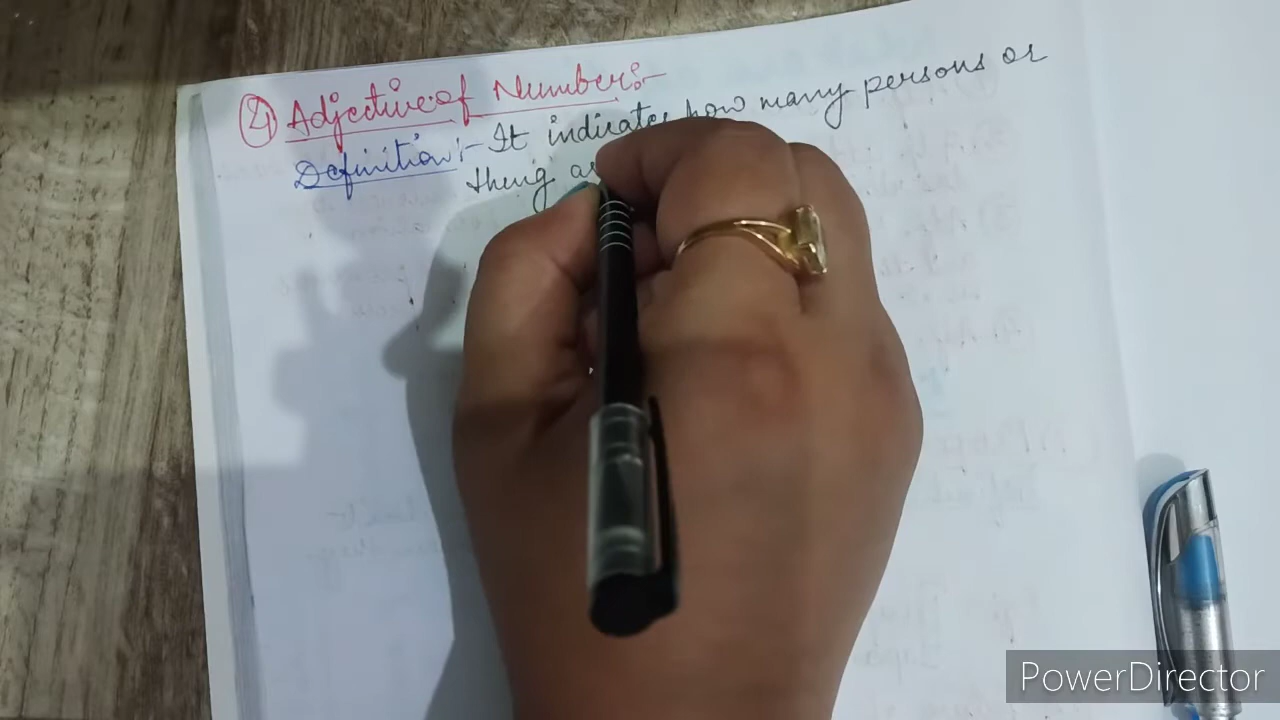 4 Adjective of Number:-
Definition:- It indicates how many persons or
thing
PowerDirector